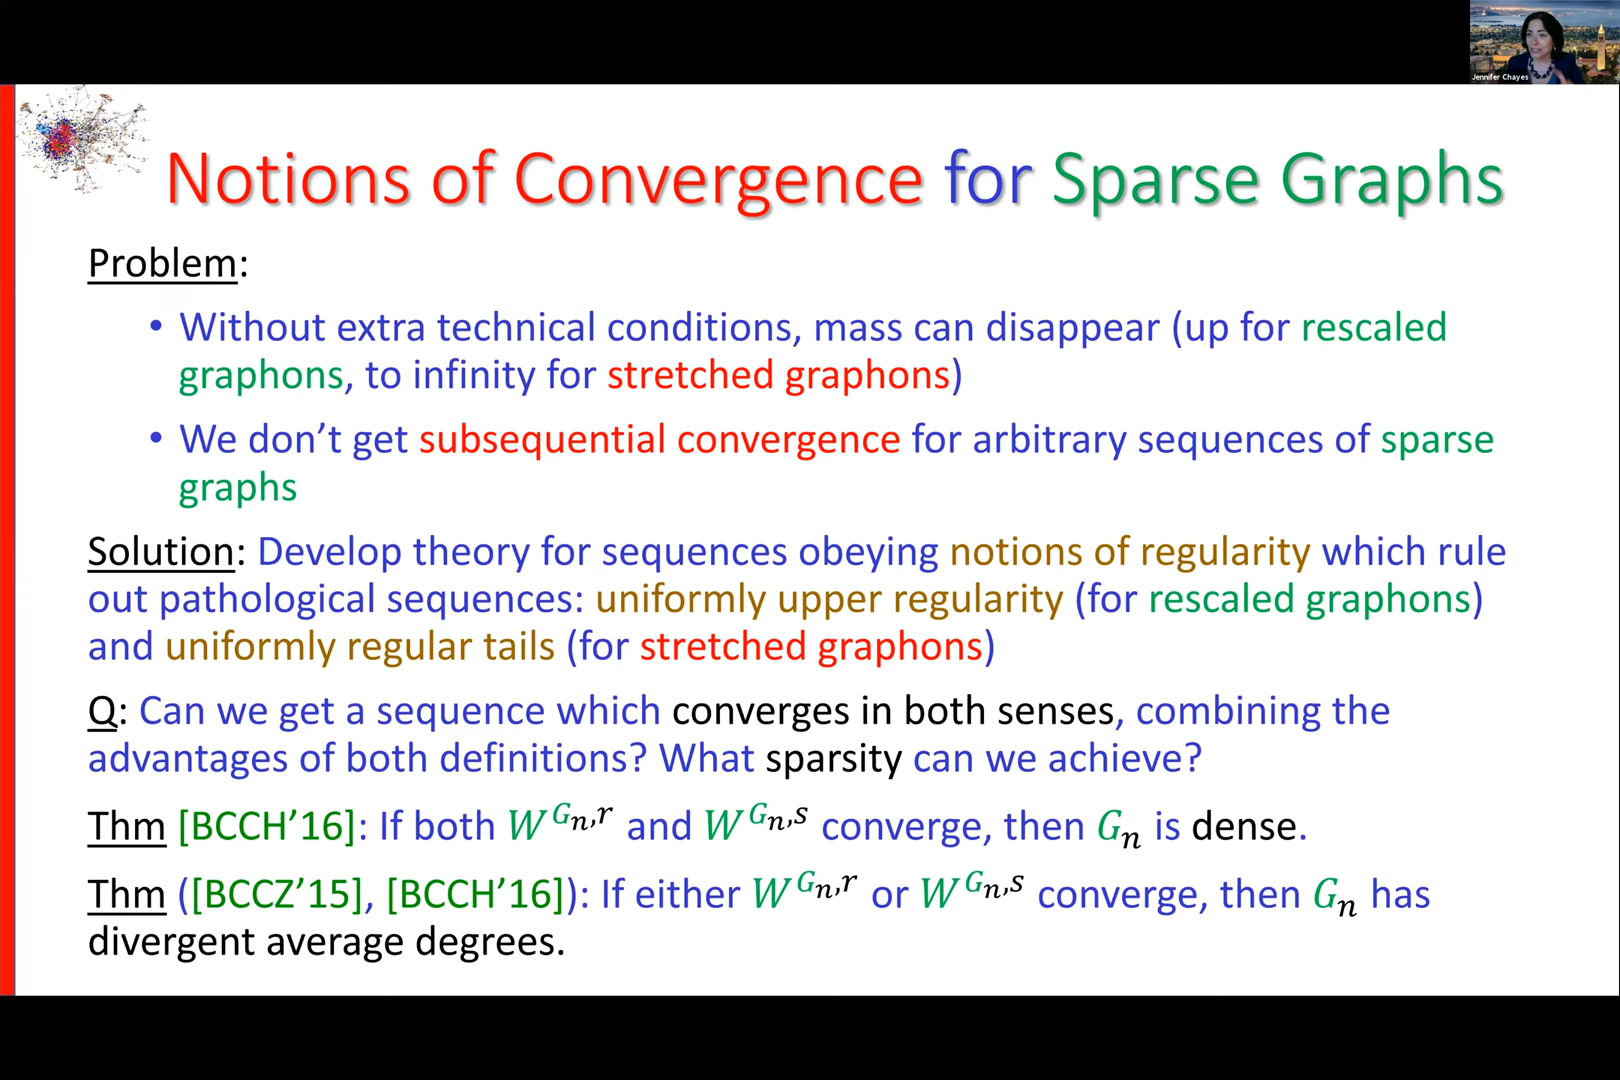 Jennifer Chayes
Notions of Convergence for Sparse Graphs
Problem:
• Without extra technical conditions, mass can disappear (up for rescaled
graphons, to infinity for stretched graphons)
• We don’t get subsequential convergence for arbitrary sequences of sparse
graphs
Solution: Develop theory for sequences obeying notions of regularity which rule
out pathological sequences: uniformly upper regularity (for rescaled graphons)
and uniformly regular tails (for stretched graphons)
Q: Can we get a sequence which converges in both senses, combining the
advantages of both definitions? What sparsity can we achieve?
Thm [BCCH’16]: If both $W^{G_n,r}$ and $W^{G_n,s}$ converge, then $G_n$ is dense.
Thm ([BCCZ’15], [BCCH’16]): If either $W^{G_n,r}$ or $W^{G_n,s}$ converge, then $G_n$ has
divergent average degrees.